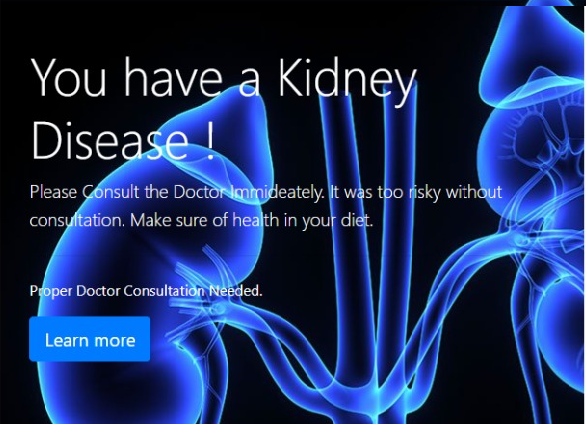 You have a Kidney
Disease !
Please Consult the Doctor Immideately. It was too risky without
consultation. Make sure of health in your diet.
Proper Doctor Consultation Needed.
Learn more